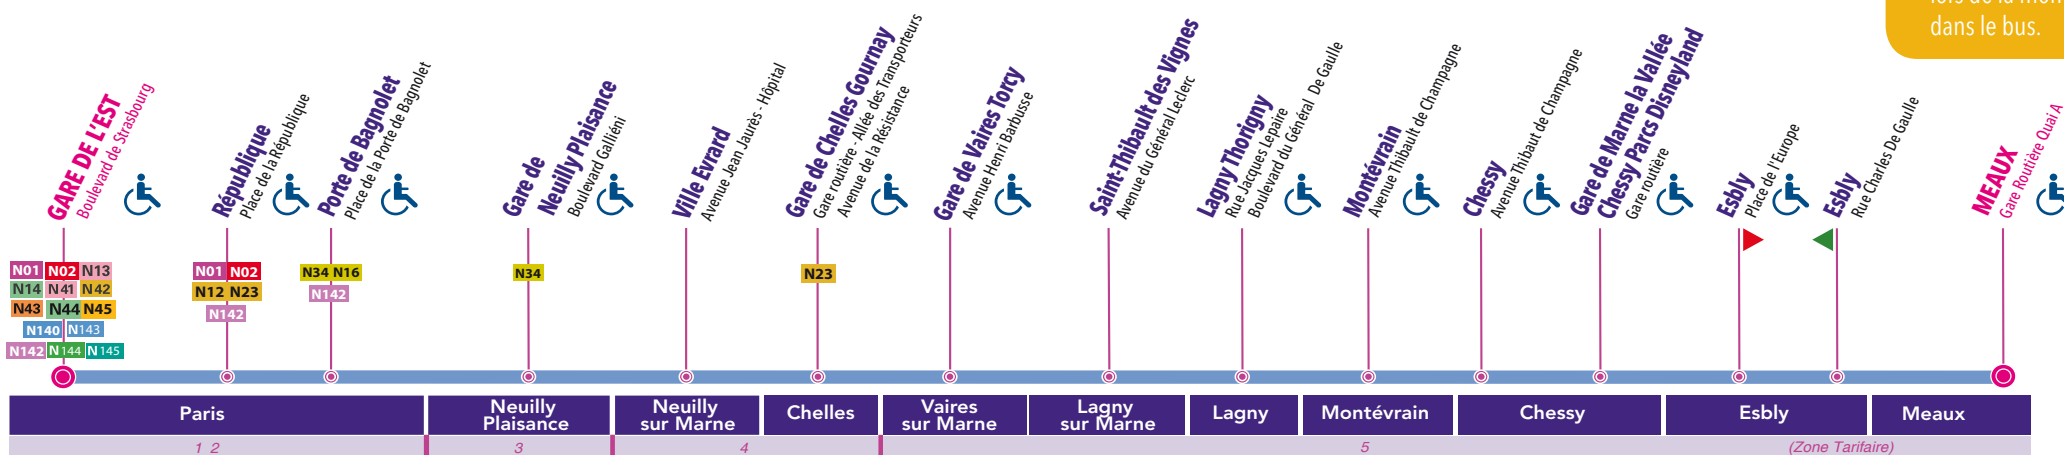 dans le bus.
GARE DE L'EST
Boulevard de Strasbourg
République
Place de la République
Porte de Bagnolet
Place de la Porte de Bagnolet
Gare de
Neuilly Plaisance
Boulevard Galliéni
Ville Evrard
Avenue Jean Jaurès - Hôpital
Gare de Chelles Gournay
Gare routière - Allée des Transporteurs
Avenue de la Résistance
Gare de Vaires Torcy
Avenue Henri Barbusse
Saint-Thibault des Vignes
Avenue du Général Leclerc
Lagny Thorigny
Rue Jacques Lepaire
Boulevard du Général De Gaulle
Montévrain
Avenue Thibault de Champagne
Chessy
Avenue Thibaut de Champagne
Gare de Marne la Vallée
Chessy Parcs Disneyland
Gare routière
Esbly
Place de l'Europe
Esbly
Rue Charles De Gaulle
MEAUX
Gare Routière Quai A
N01 N02 N13
N14 N41 N42
N43 N44 N45
N140 N143
N142 N144 N145
N01 N02
N12 N23
N142
N34 N16
N142
N34
N23
Paris
Neuilly
Plaisance
Neuilly
sur Marne
Chelles
Vaires
sur Marne
Lagny
sur Marne
Lagny
Montévrain
Chessy
Esbly
Meaux
1 2
3
4
5
(Zone Tarifaire)